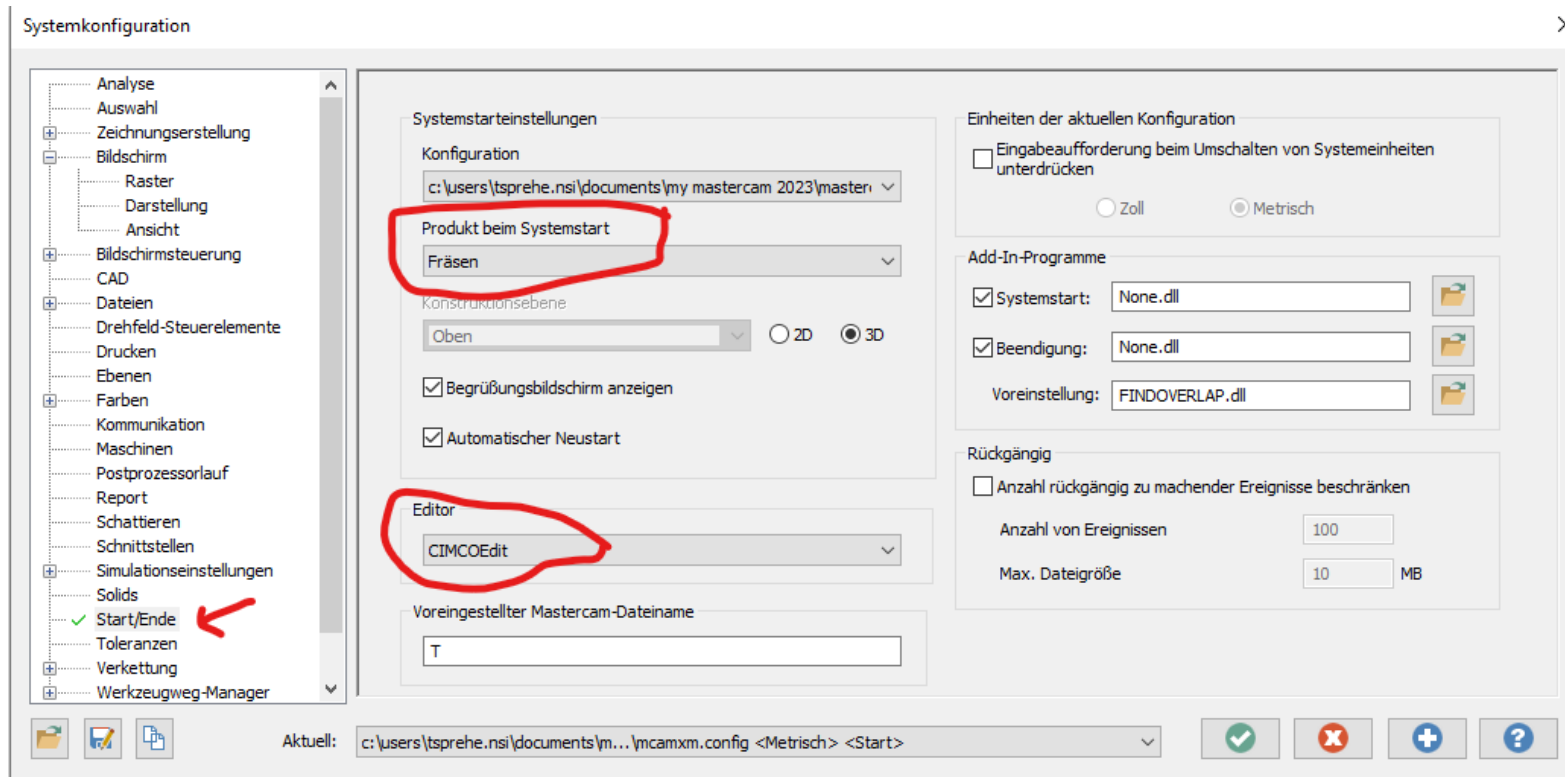 Systemkonfiguration
Analyse
Auswahl
Zeichnungserstellung
Bildschirm
Raster
Darstellung
Ansicht
Bildschirmsteuerung
CAD
Dateien
Drehfeld-Steuerelemente
Drucken
Ebenen
Farben
Kommunikation
Maschinen
Postprozessorlauf
Report
Schattieren
Schnittstellen
Simulationseinstellungen
Solids
Start/Ende
Toleranzen
Verkettung
Werkzeugweg-Manager
Systemstarteinstellungen
Konfiguration
c:\users\tsprehe.nsi\documents\my mastercam 2023\masterc
Produkt beim Systemstart
Fräsen
Konstruktionsebene
Oben
2D
3D
Begrüßungsbildschirm anzeigen
Automatischer Neustart
Editor
CIMCOEdit
Voreingestellter Mastercam-Dateiname
T
Einheiten der aktuellen Konfiguration
Eingabeaufforderung beim Umschalten von Systemeinheiten
unterdrücken
Zoll
Metrisch
Add-In-Programme
Systemstart:
None.dll
Beendigung:
None.dll
Voreinstellung:
FINDOVERLAP.dll
Rückgängig
Anzahl rückgängig zu machender Ereignisse beschränken
Anzahl von Ereignissen
100
Max. Dateigröße
10
MB
Aktuell:
c:\users\tsprehe.nsi\documents\m...\mcamxm.config <Metrisch> <Start>